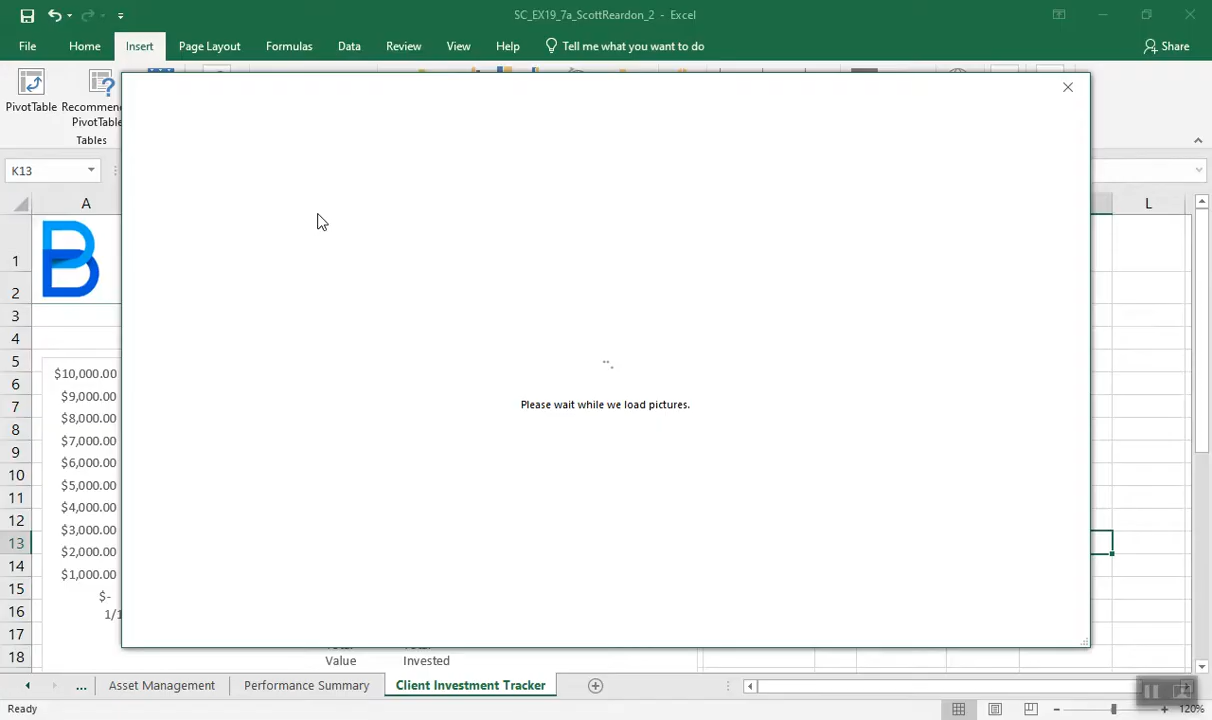 SC_EX19_7a_ScottReardon_2 - Excel
File Home Insert Page Layout Formulas Data Review View Help Tell me what you want to do Share
PivotTable Recommen
PivotTab
Tables
K13
A L
1
2
3
4
5
6
7
8
9
10
11
12
13
14
15
16
17
18
$10,000.00
$9,000.00
$8,000.00
$7,000.00
$6,000.00
$5,000.00
$4,000.00
$3,000.00
$2,000.00
$1,000.00
$-
1/1
Please wait while we load pictures.
Value Invested
... Asset Management Performance Summary Client Investment Tracker
Ready 120%